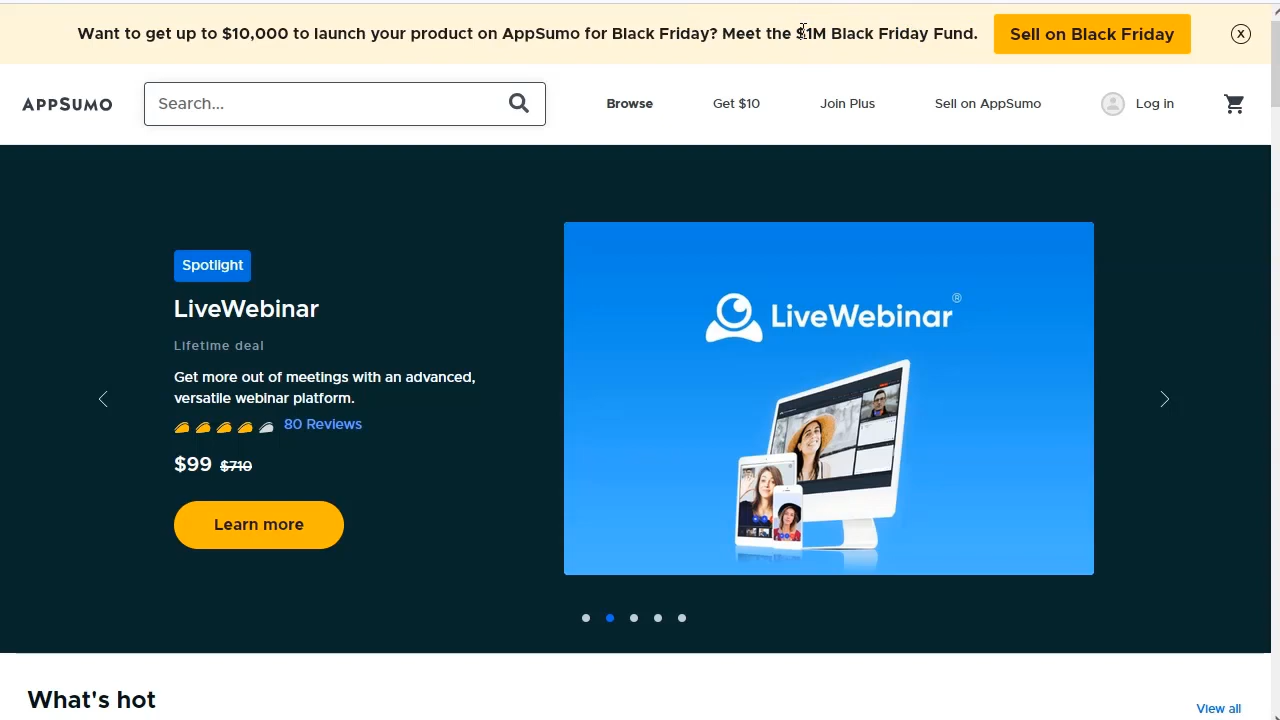 Want to get up to $10,000 to launch your product on AppSumo for Black Friday? Meet the $1M Black Friday Fund.
Sell on Black Friday
X
APPSUMO
Search...
Browse
Get $10
Join Plus
Sell on AppSumo
Log in
Spotlight
LiveWebinar
Lifetime deal
Get more out of meetings with an advanced,
versatile webinar platform.
80 Reviews
$99 $710
Learn more
LiveWebinar®
What's hot
View all